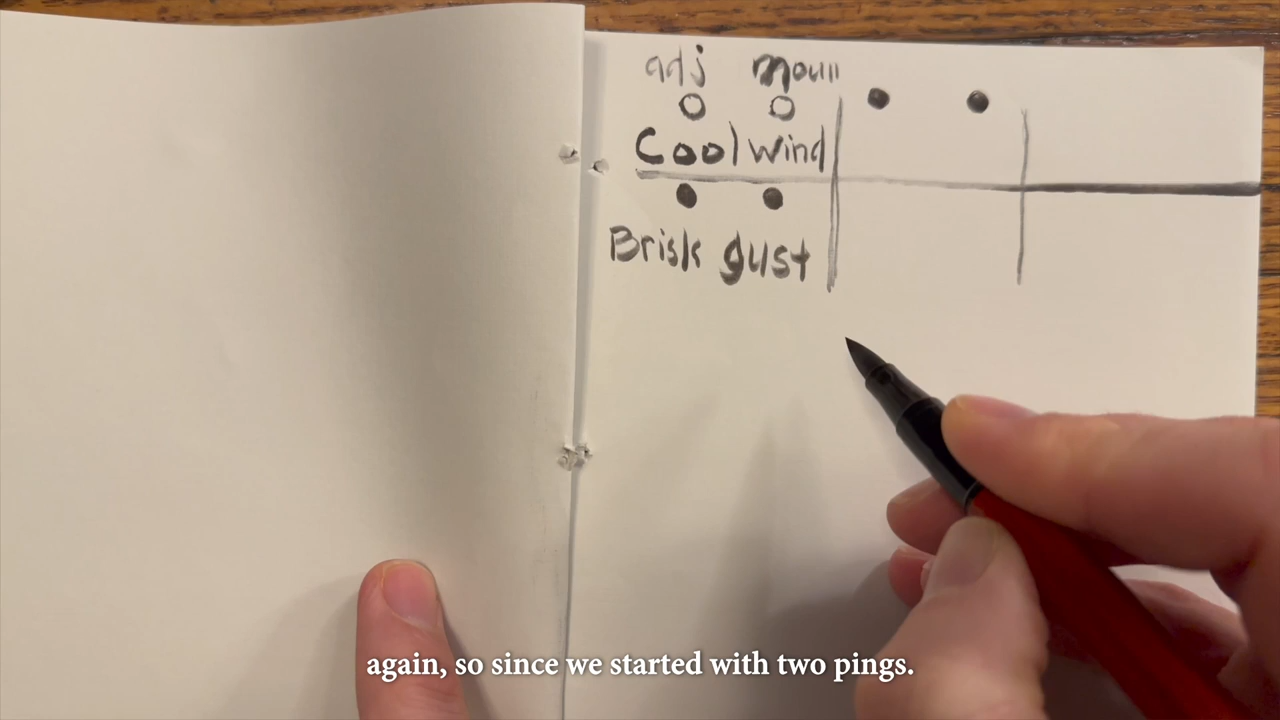 adj noun
Cool wind
Brisk gust
again, so since we started with two pings.